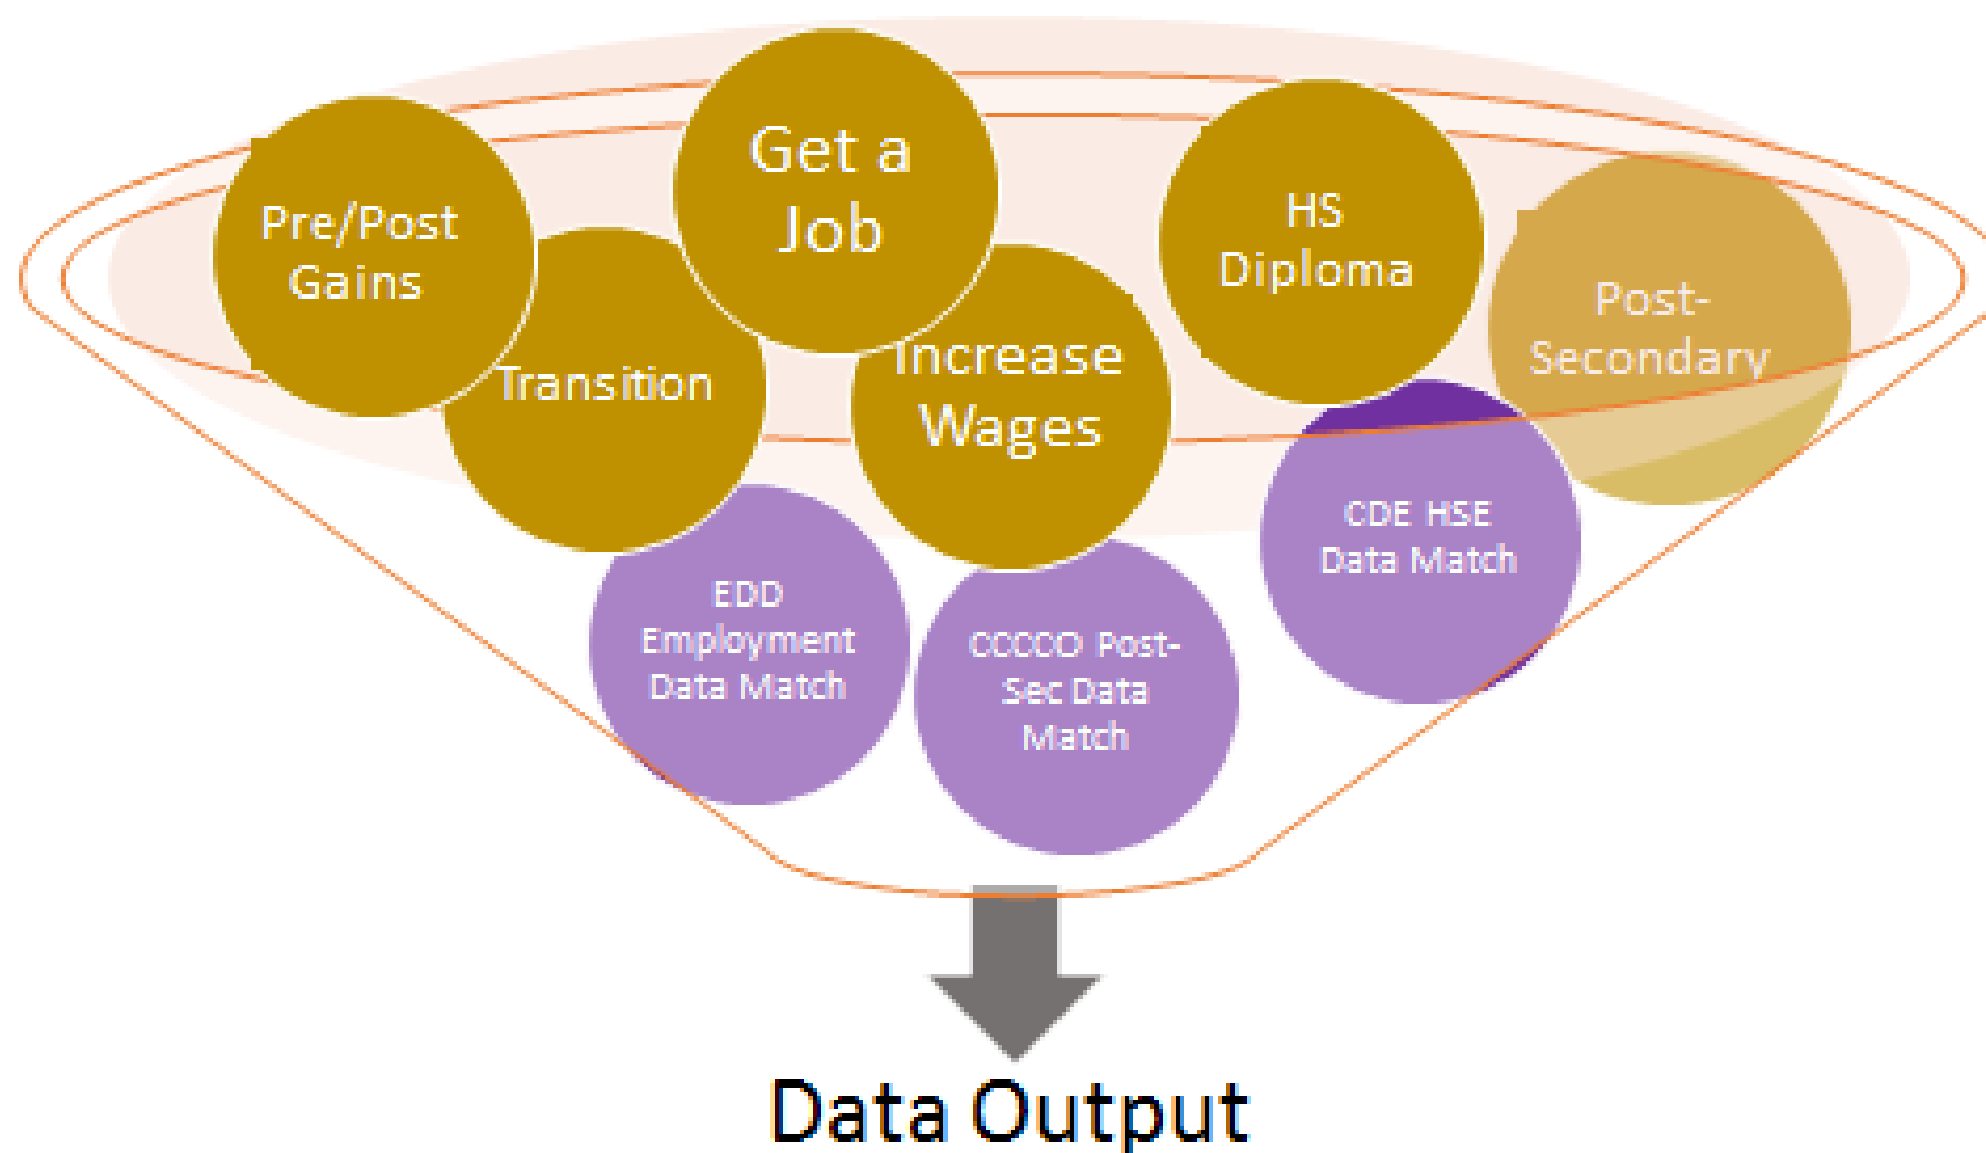 Get a
Job
Pre/Post
Gains
HS
Diploma
Post-
Secondary
Transition
Increase
Wages
CDE HSE
Data Match
EDD
Employment
Data Match
CCCCO Post-
Sec Data
Match
Data Output